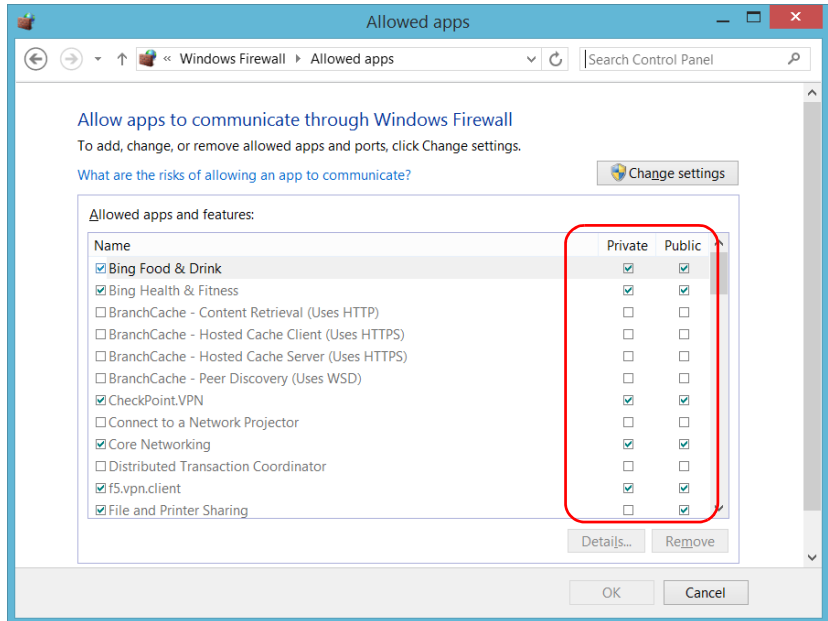 Allowed apps
« Windows Firewall Allowed apps
Search Control Panel
Allow apps to communicate through Windows Firewall
To add, change, or remove allowed apps and ports, click Change settings.
What are the risks of allowing an app to communicate?
Change settings
Allowed apps and features:
Name Private Public
Bing Food & Drink
Bing Health & Fitness
BranchCache - Content Retrieval (Uses HTTP)
BranchCache - Hosted Cache Client (Uses HTTPS)
BranchCache - Hosted Cache Server (Uses HTTPS)
BranchCache - Peer Discovery (Uses WSD)
CheckPoint.VPN
Connect to a Network Projector
Core Networking
Distributed Transaction Coordinator
f5.vpn.client
File and Printer Sharing
Details... Remove
OK Cancel